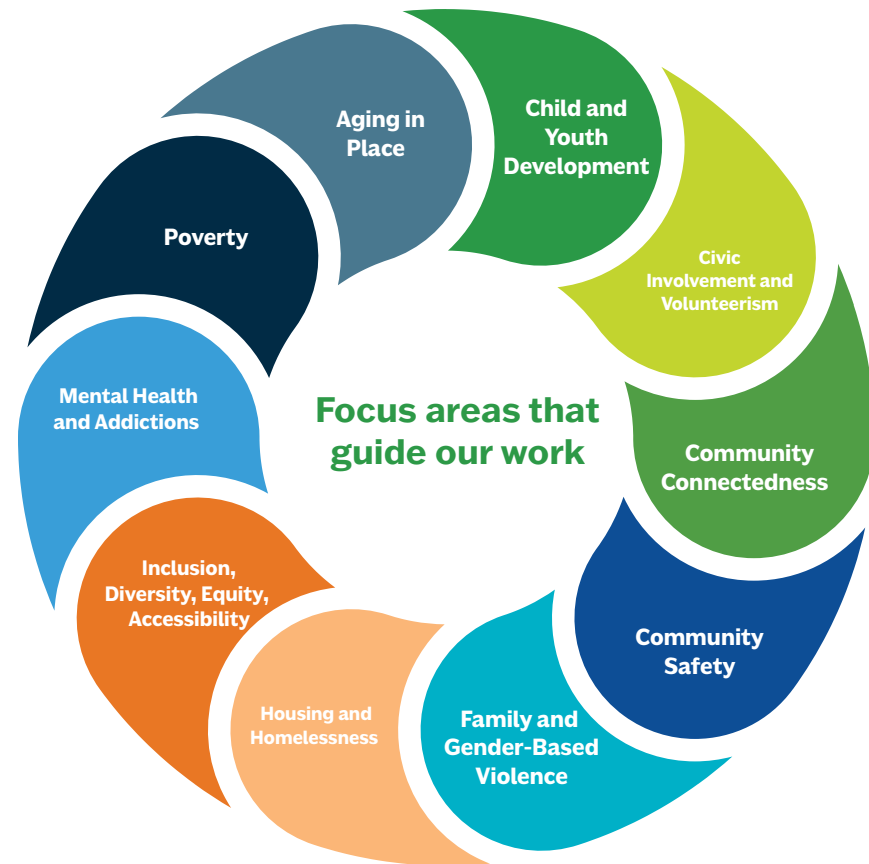 Aging in
Place
Child and
Youth
Development
Civic
Involvement and
Volunteerism
Community
Connectedness
Community
Safety
Family and
Gender-Based
Violence
Housing and
Homelessness
Inclusion,
Diversity, Equity,
Accessibility
Mental Health
and Addictions
Poverty
Focus areas that
guide our work